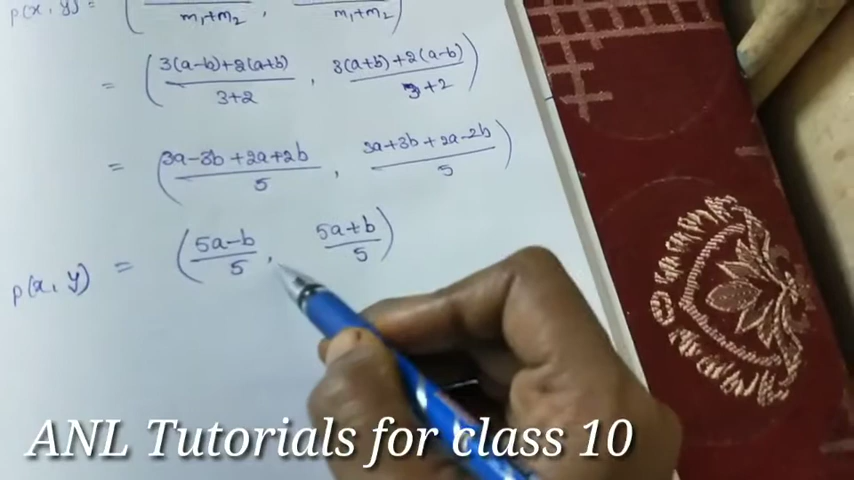 p(x, y) = ( / m₁+m₂ , / m₁+m₂ )
= ( 3(a-b)+2(a+b) / 3+2 , 3(a+b)+2(a-b) / 3+2 )
= ( 3a-3b+2a+2b / 5 , 3a+3b+2a-2b / 5 )
p(x, y) = ( 5a-b / 5 , 5a+b / 5 )
ANL Tutorials for class 10